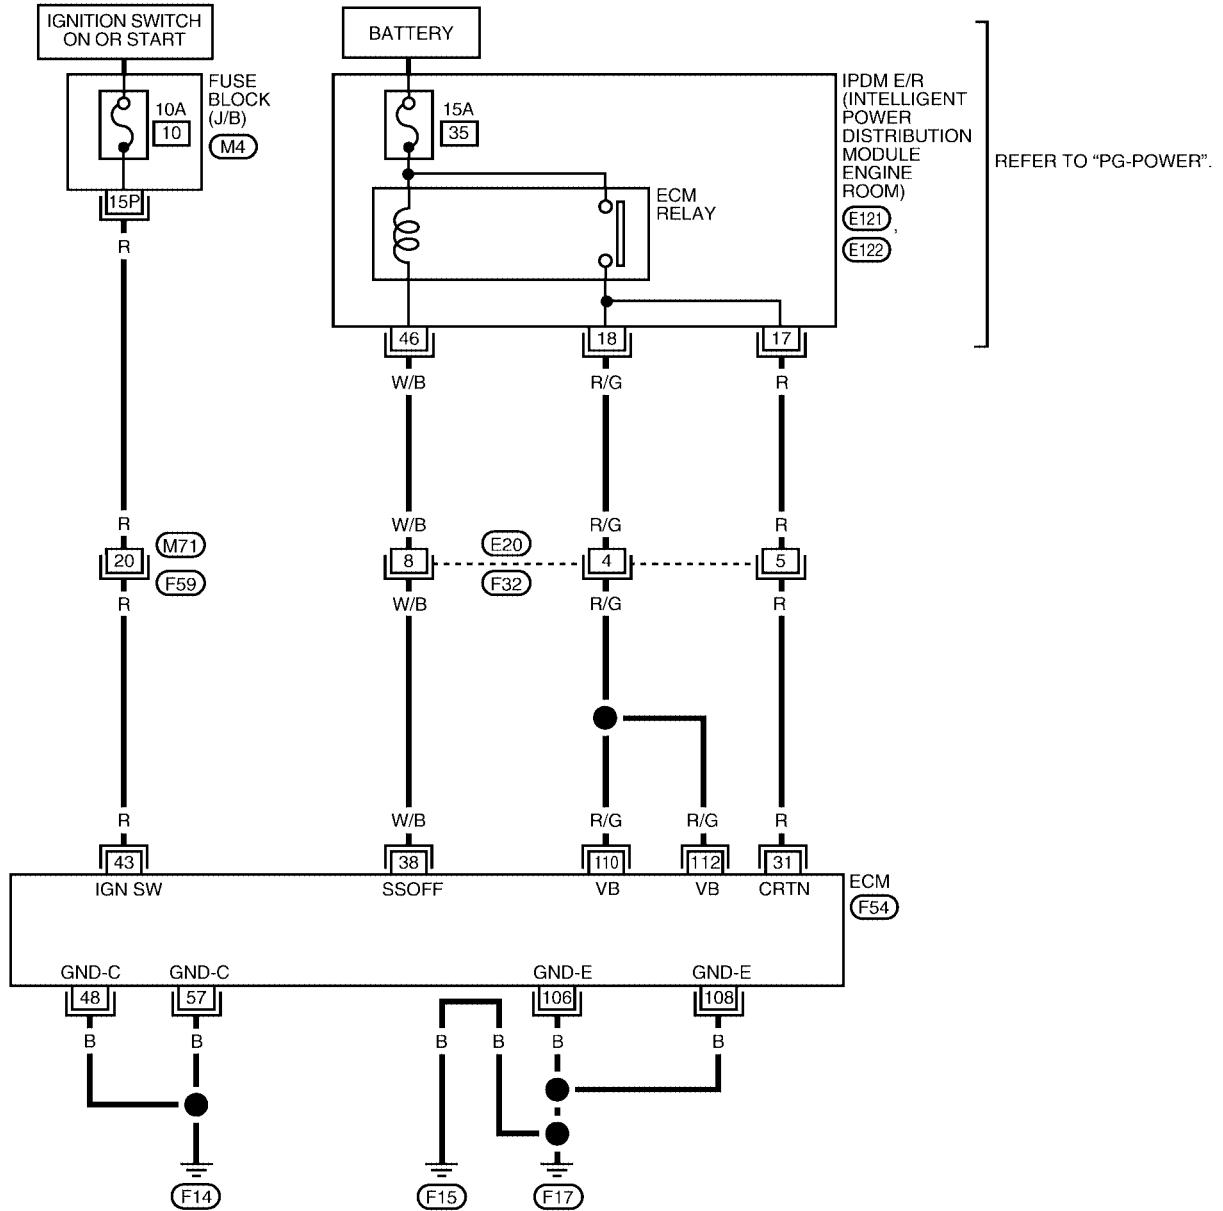 IGNITION SWITCH
ON OR START
BATTERY
FUSE
BLOCK
(J/B)
M4
10A
10
15P
15A
35
ECM
RELAY
IPDM E/R
(INTELLIGENT
POWER
DISTRIBUTION
MODULE
ENGINE
ROOM)
E121 ,
E122
REFER TO “PG-POWER”.
46
18
17
R
W/B
R/G
R
R
W/B
R/G
R
20
M71
F59
8
E20
F32
4
5
R
W/B
R/G
R
R
W/B
R/G
R/G
R
43
38
110
112
31
IGN SW
SSOFF
VB
VB
CRTN
ECM
F54
GND-C
GND-C
GND-E
GND-E
48
57
106
108
B
B
B
B
B
B
F14
F15
F17